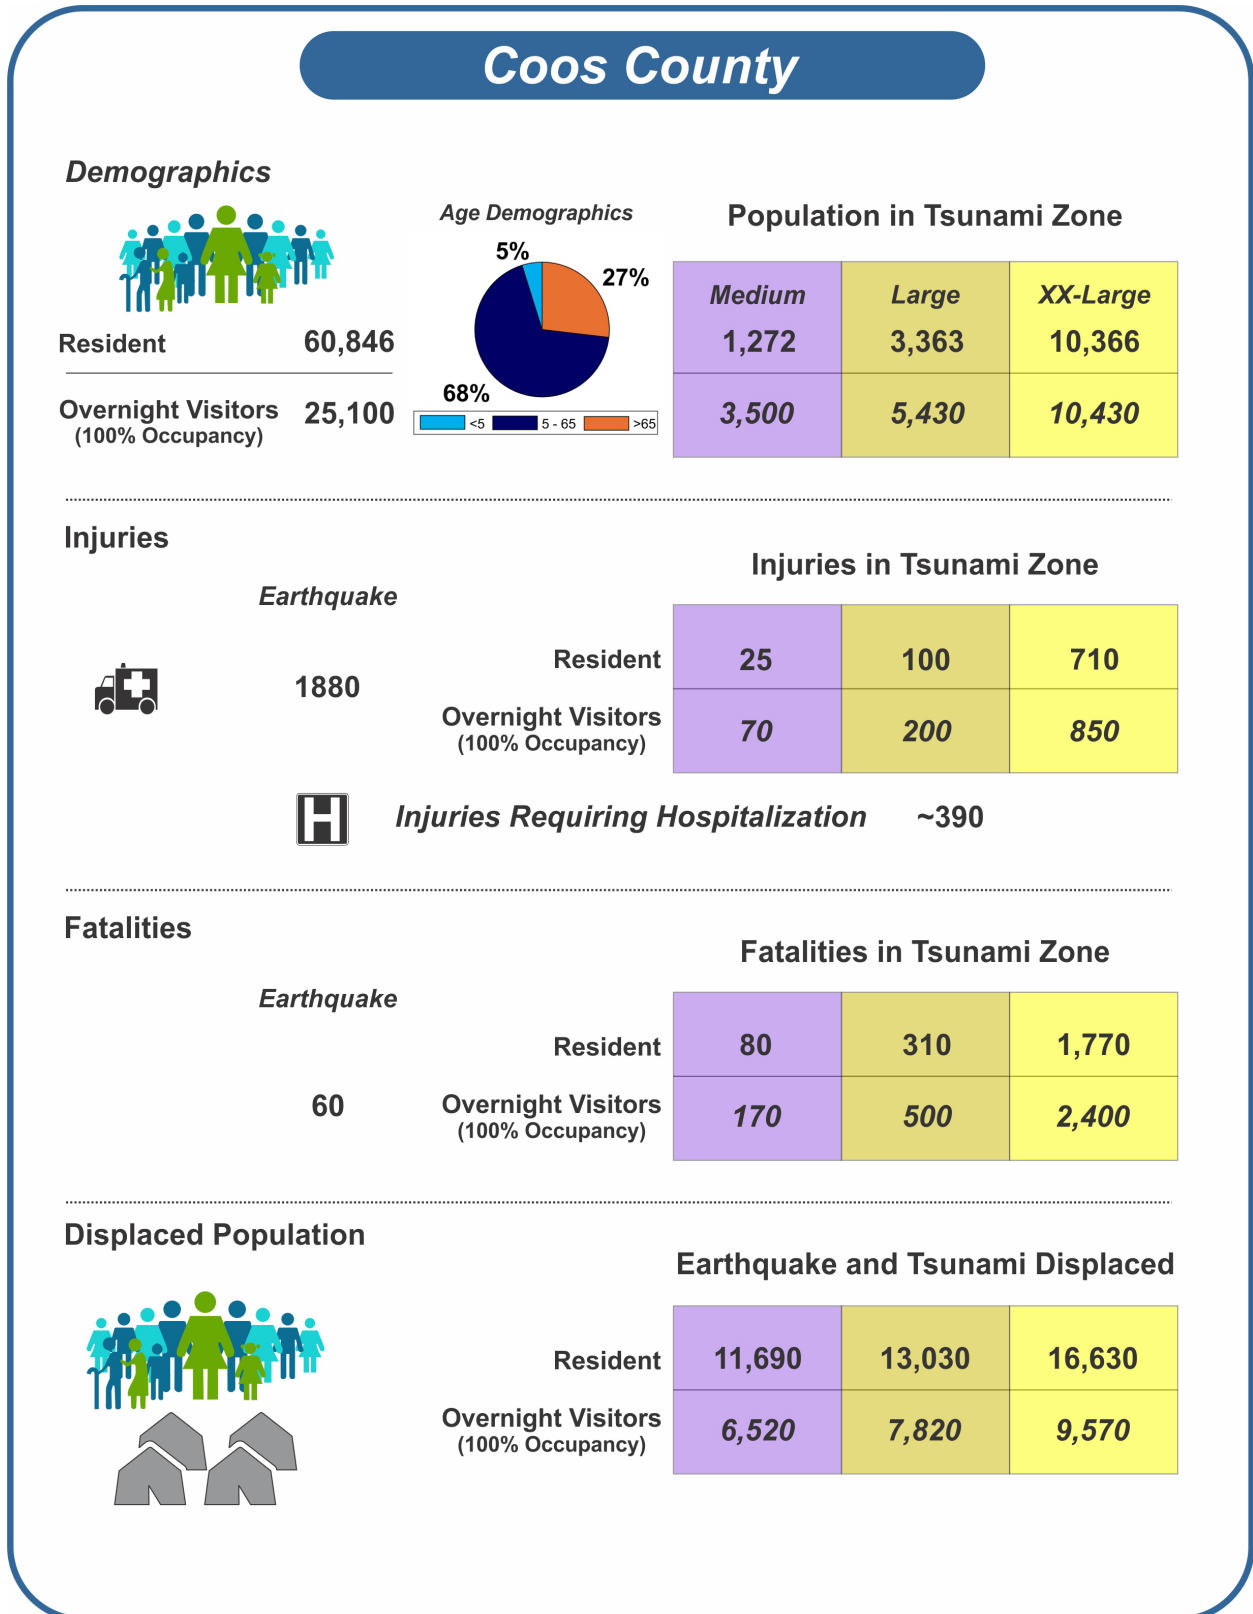 Coos County
Demographics
Resident 60,846
Overnight Visitors 25,100
(100% Occupancy)
Age Demographics
5%
27%
68%
<5 5 - 65 >65
Population in Tsunami Zone
Medium Large XX-Large
1,272 3,363 10,366
3,500 5,430 10,430
Injuries
Earthquake
1880
Injuries in Tsunami Zone
Resident 25 100 710
Overnight Visitors 70 200 850
(100% Occupancy)
H Injuries Requiring Hospitalization ~390
Fatalities
Earthquake
60
Fatalities in Tsunami Zone
Resident 80 310 1,770
Overnight Visitors 170 500 2,400
(100% Occupancy)
Displaced Population
Earthquake and Tsunami Displaced
Resident 11,690 13,030 16,630
Overnight Visitors 6,520 7,820 9,570
(100% Occupancy)